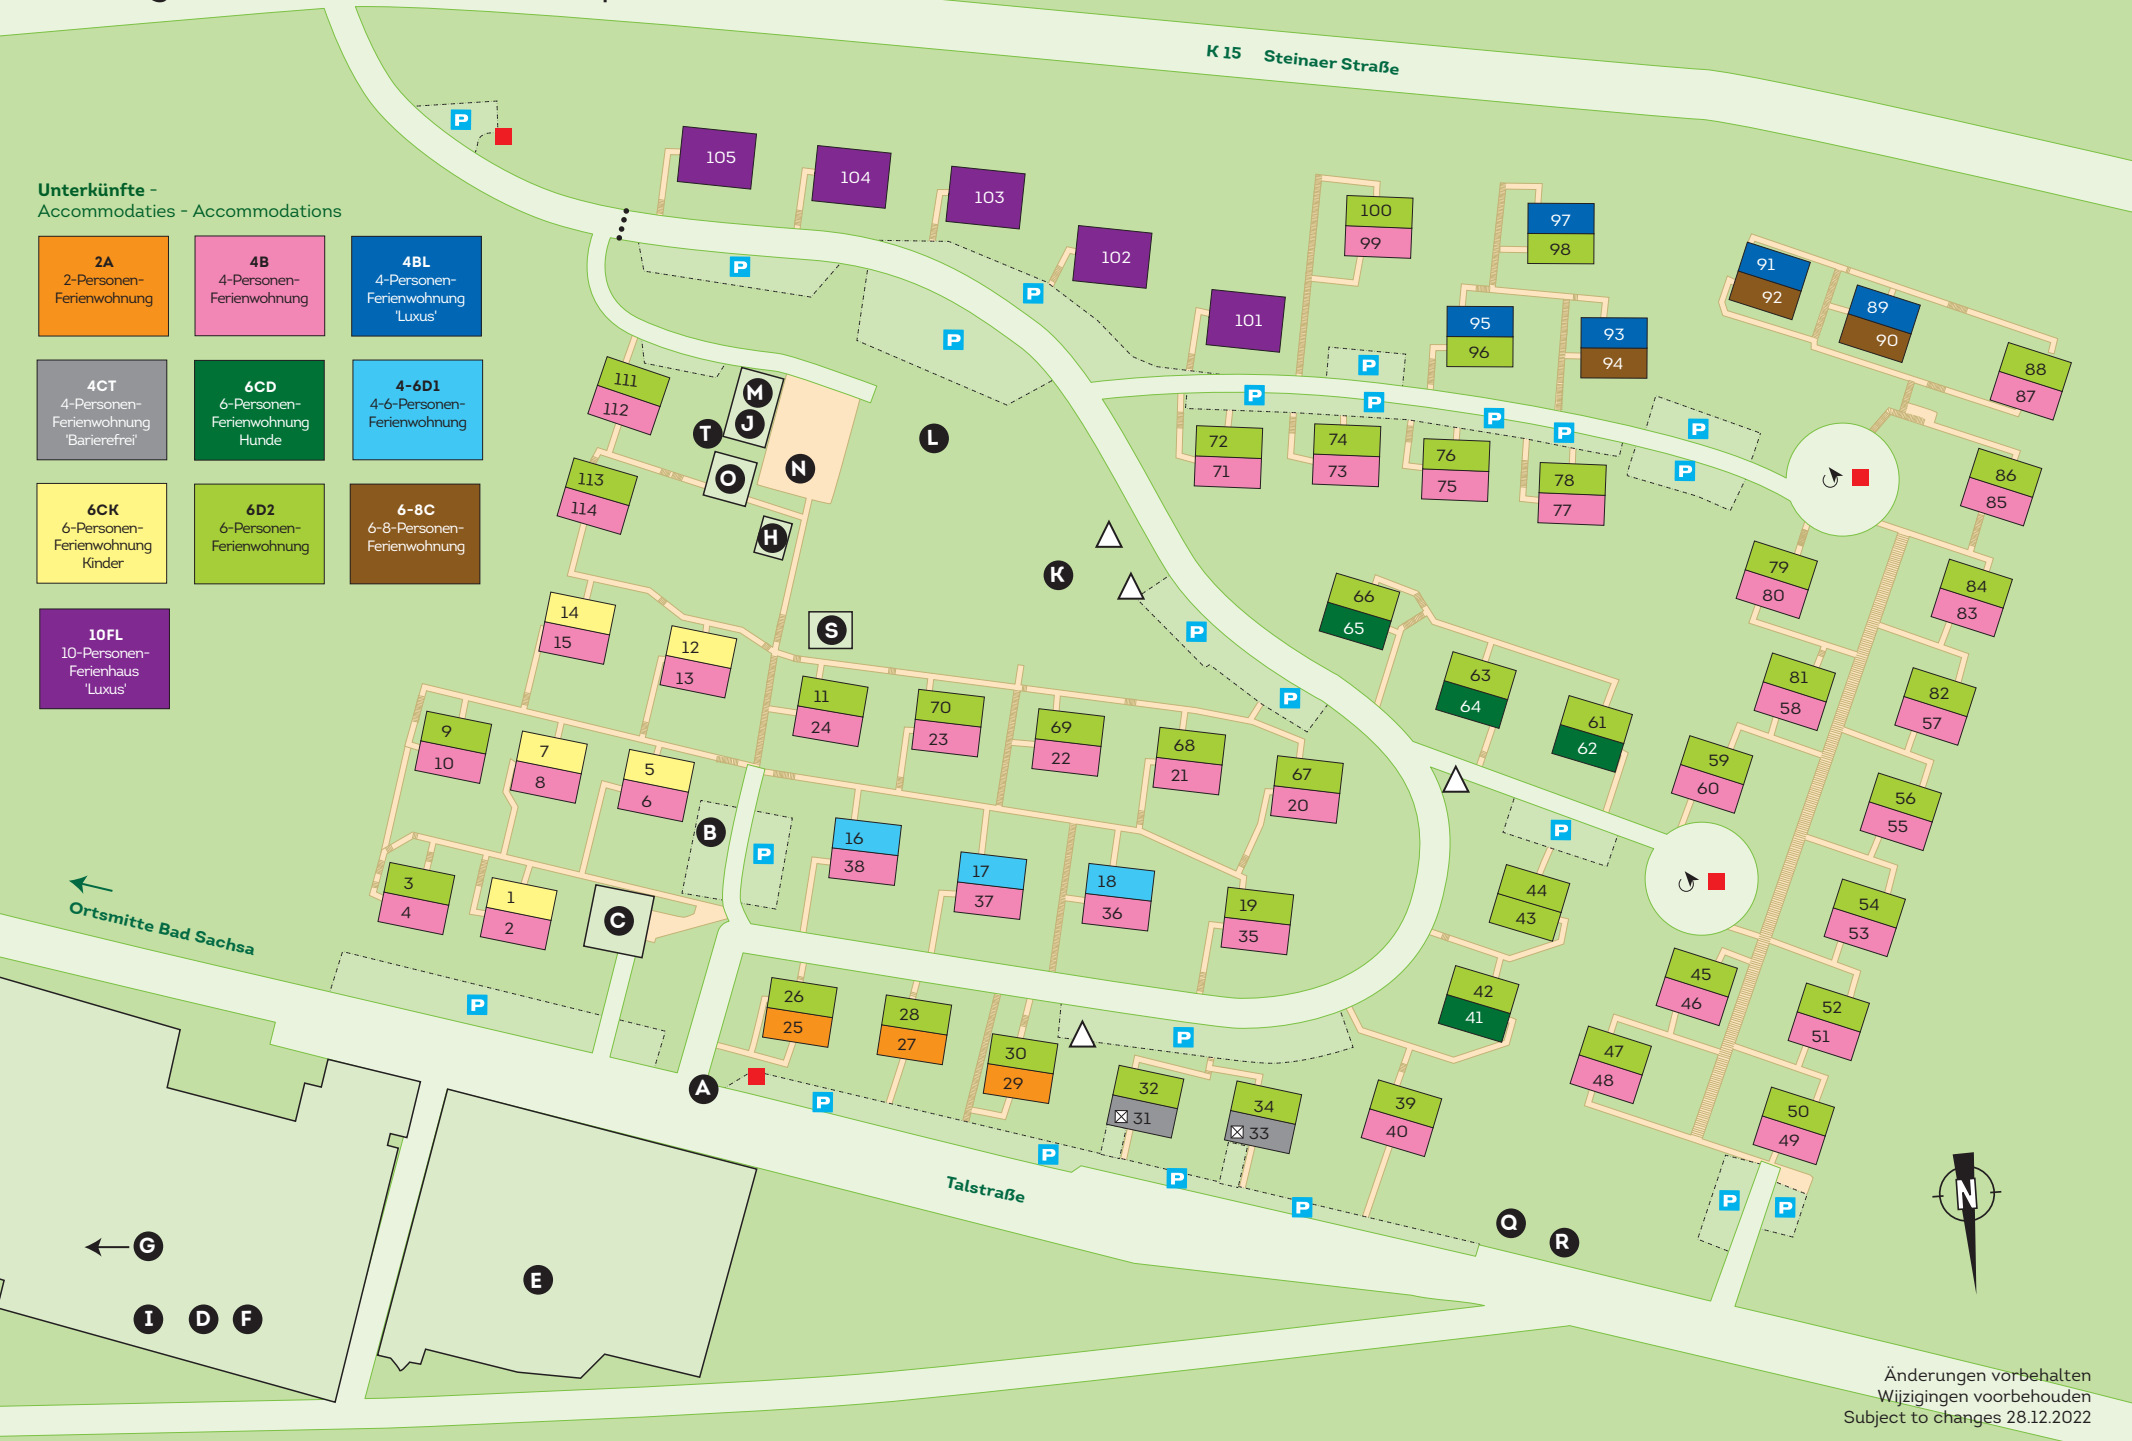 K 15 Steinaer Straße
P
105
104
103
102
101
P
P
P
100
99
97
98
95
96
93
94
91
92
89
90
88
87
Unterkünfte -
Accommodaties - Accommodations
2A
2-Personen-
Ferienwohnung
4B
4-Personen-
Ferienwohnung
4BL
4-Personen-
Ferienwohnung
'Luxus'
4CT
4-Personen-
Ferienwohnung
'Barierefrei'
6CD
6-Personen-
Ferienwohnung
Hunde
4-6D1
4-6-Personen-
Ferienwohnung
6CK
6-Personen-
Ferienwohnung
Kinder
6D2
6-Personen-
Ferienwohnung
6-8C
6-8-Personen-
Ferienwohnung
10FL
10-Personen-
Ferienhaus
'Luxus'
P
P
P
P
P
P
P
111
112
M
J
T
O
N
L
H
K
S
113
114
72
71
74
73
76
75
78
77
86
85
79
80
84
83
81
58
82
57
59
60
56
55
54
53
45
46
52
51
47
48
50
49
66
65
63
64
61
62
P
P
14
15
12
13
11
24
70
23
69
22
68
21
67
20
9
10
7
8
5
6
B
P
16
38
17
37
18
36
19
35
3
4
1
2
C
P
44
43
42
41
39
40
Ortsmitte Bad Sachsa
P
26
25
28
27
30
29
32
31
34
33
P
A
P
P
P
P
Talstraße
Q
R
P
P
N
G
I
D
F
E
Änderungen vorbehalten
Wijzigingen voorbehouden
Subject to changes 28.12.2022